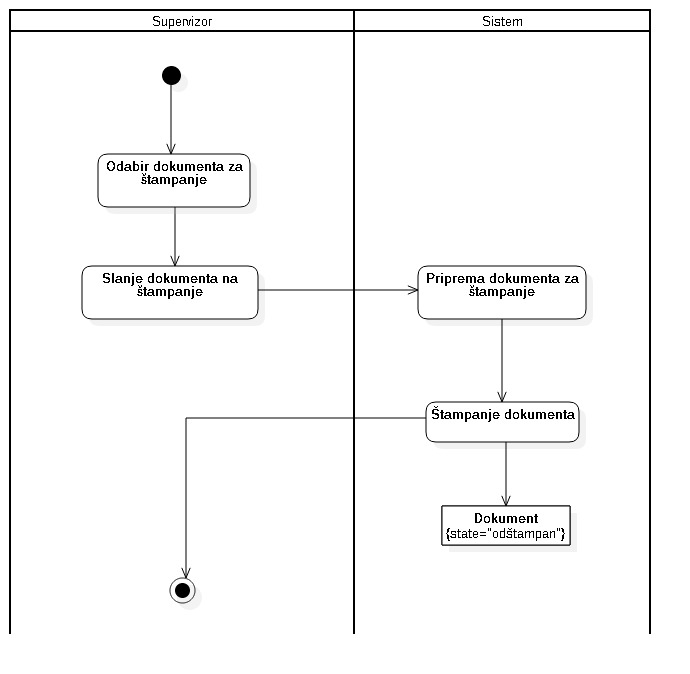 Supervizor
Sistem
Odabir dokumenta za
štampanje
Slanje dokumenta na
štampanje
Priprema dokumenta za
štampanje
Štampanje dokumenta
Dokument
{state="odštampan"}